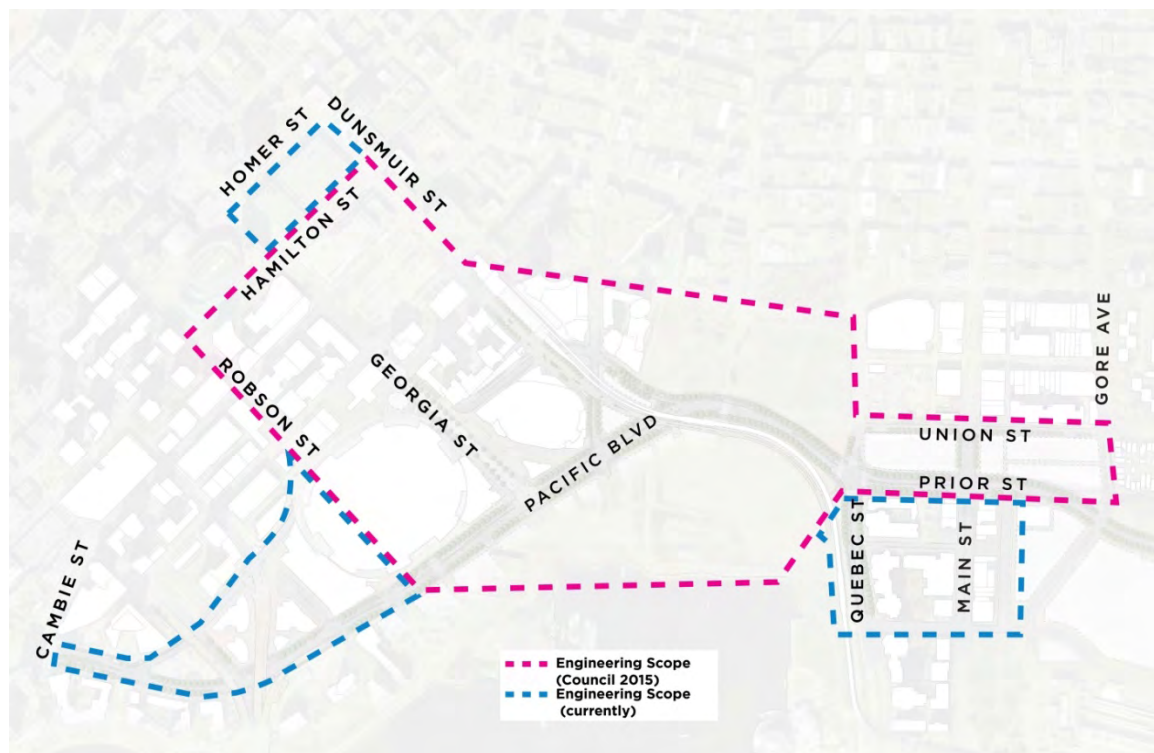 HOMER ST
DUNSMUIR ST
HAMILTON ST
ROBSON ST
GEORGIA ST
PACIFIC BLVD
GORE AVE
UNION ST
PRIOR ST
QUEBEC ST
MAIN ST
CAMBIE ST
Engineering Scope
(Council 2015)
Engineering Scope
(currently)